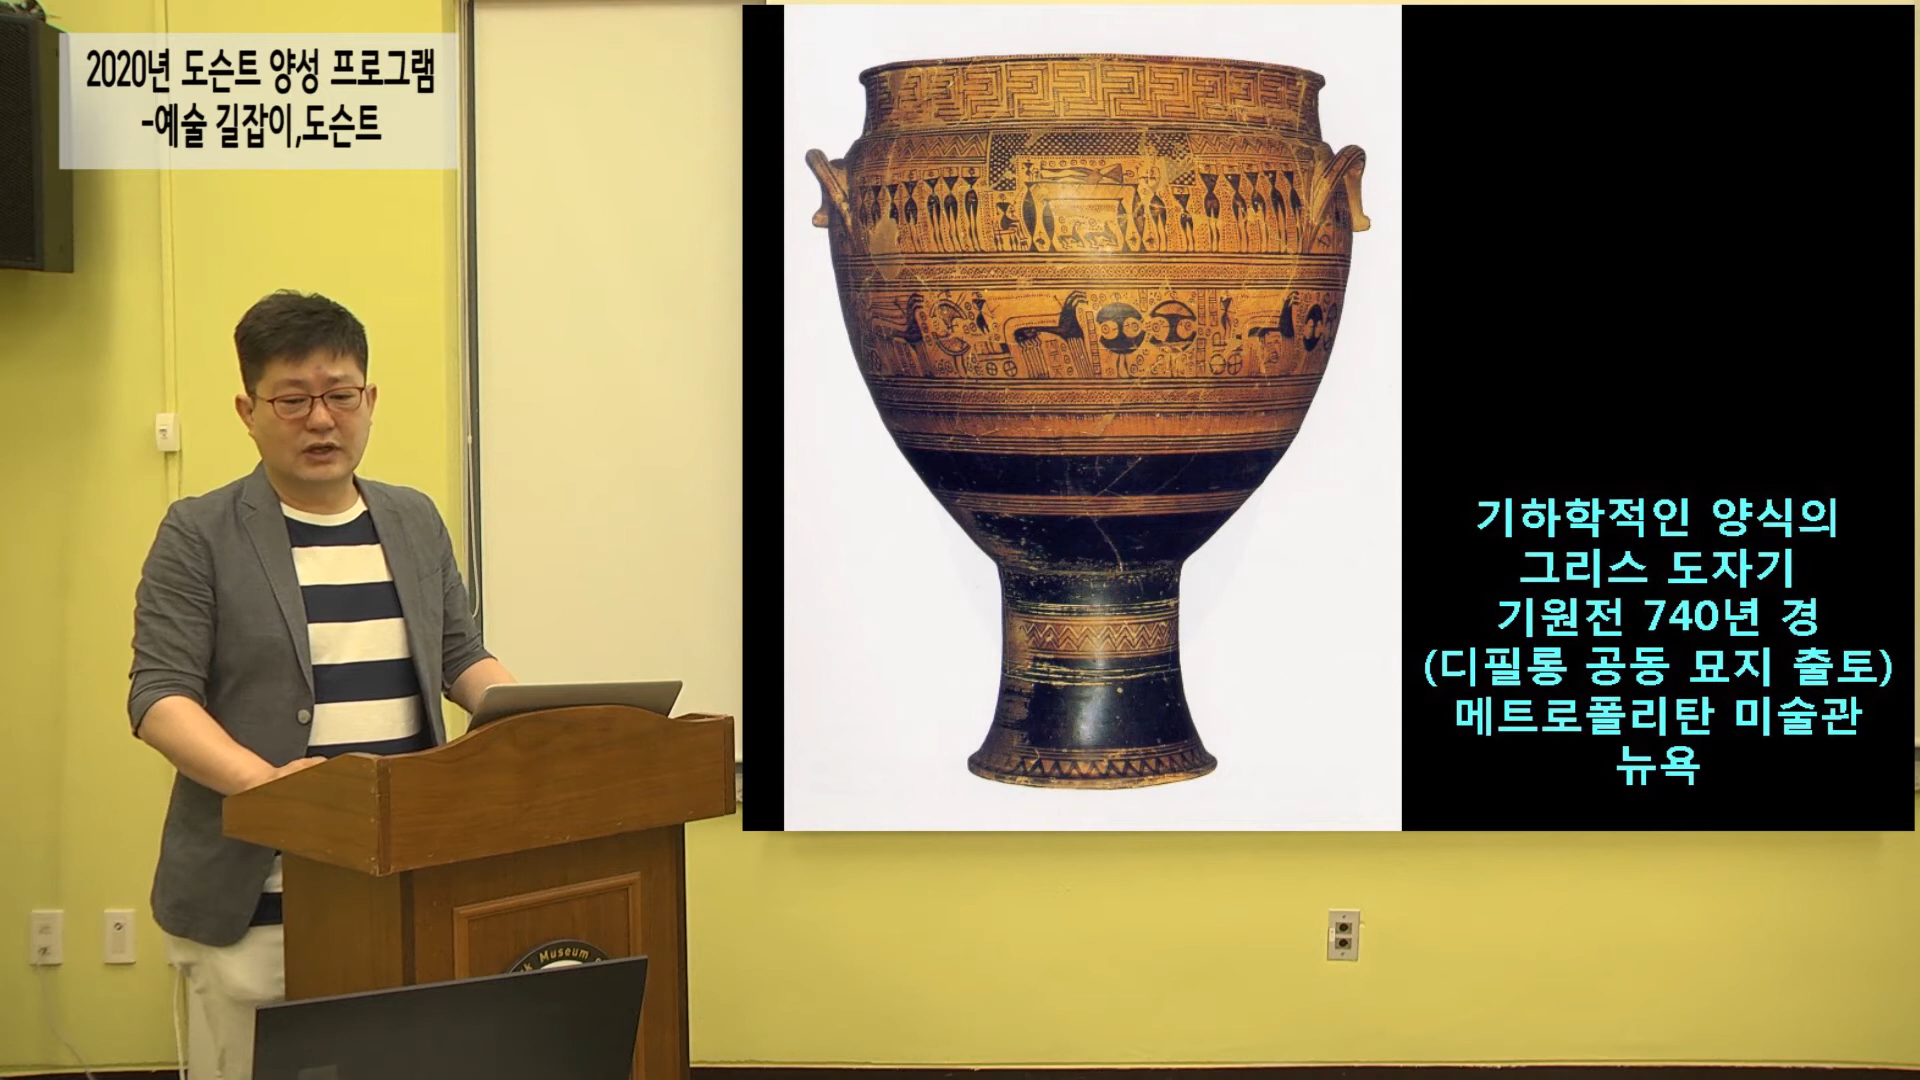 2020년 도슨트 양성 프로그램
-예술 길잡이,도슨트
기하학적인 양식의
그리스 도자기
기원전 740년 경
(디필롱 공동 묘지 출토)
메트로폴리탄 미술관
뉴욕
Museum